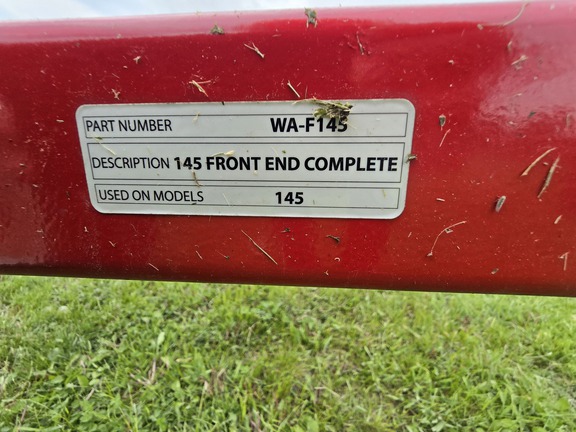 PART NUMBER WA-F145
DESCRIPTION 145 FRONT END COMPLETE
USED ON MODELS 145